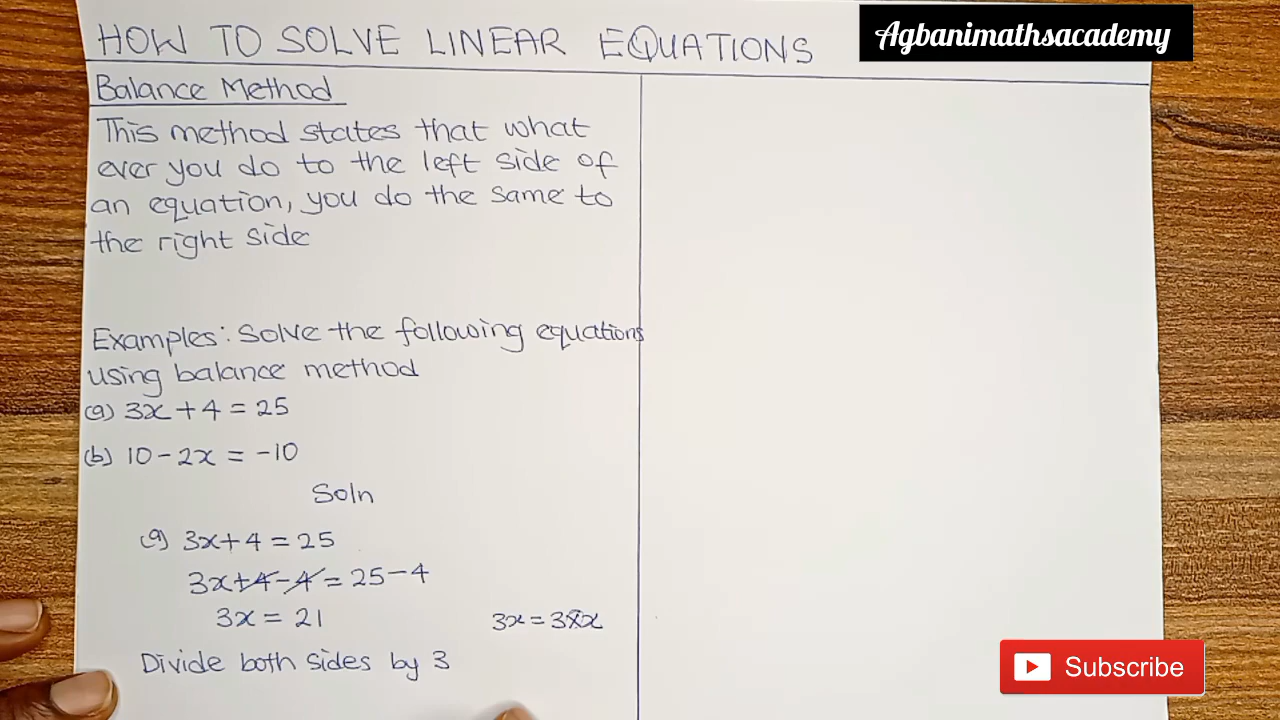 HOW TO SOLVE LINEAR EQUATIONS
Agbanimathsacademy
Balance Method
This method states that what
ever you do to the left side of
an equation, you do the same to
the right side
Examples: Solve the following equations
using balance method
(a) 3x + 4 = 25
(b) 10 - 2x = -10
Soln
(a) 3x + 4 = 25
3x + 4 - 4 = 25 - 4
3x = 21
3x = 3 × x
Divide both sides by 3
Subscribe